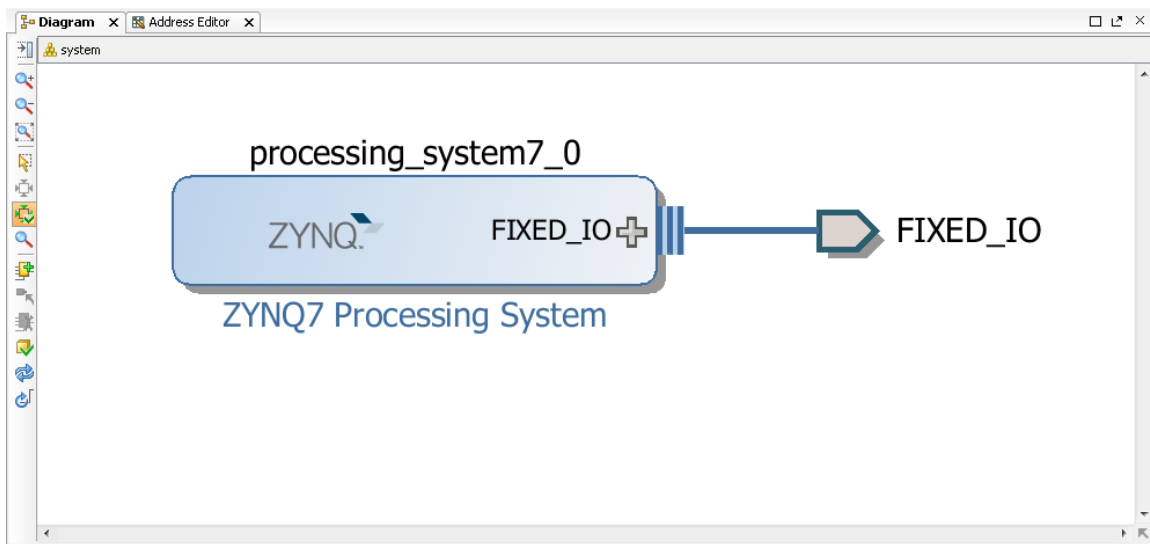 Diagram
Address Editor
system
processing_system7_0
ZYNQ
FIXED_IO
FIXED_IO
ZYNQ7 Processing System